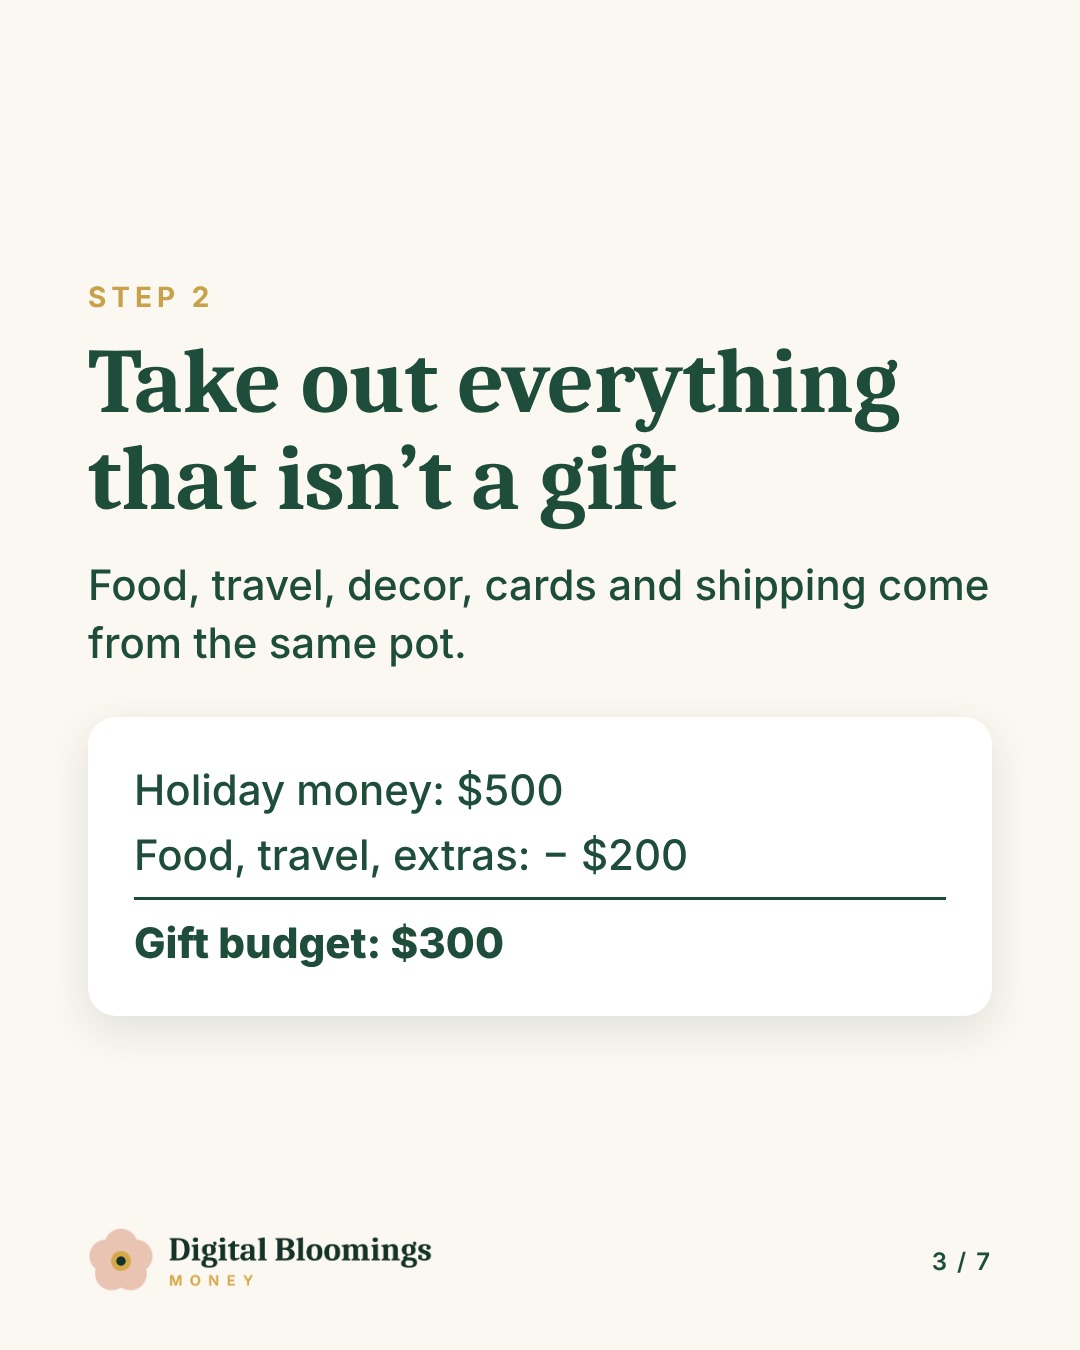 STEP 2
Take out everything
that isn’t a gift
Food, travel, decor, cards and shipping come
from the same pot.
Holiday money: $500
Food, travel, extras: − $200
Gift budget: $300
Digital Bloomings
MONEY
3 / 7